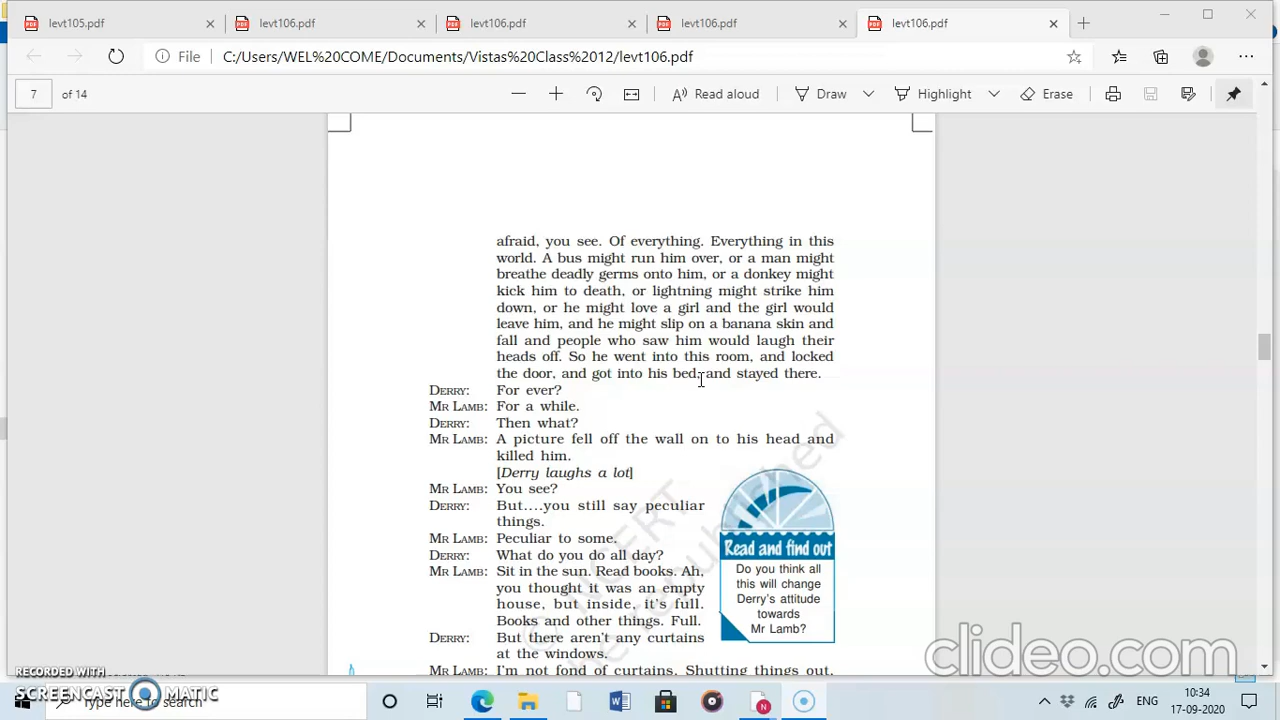 levt105.pdf
levt106.pdf
levt106.pdf
levt106.pdf
levt106.pdf
File
C:/Users/WEL%20COME/Documents/Vistas%20Class%2012/levt106.pdf
7 of 14
Read aloud
Draw
Highlight
Erase
afraid, you see. Of everything. Everything in this
world. A bus might run him over, or a man might
breathe deadly germs onto him, or a donkey might
kick him to death, or lightning might strike him
down, or he might love a girl and the girl would
leave him, and he might slip on a banana skin and
fall and people who saw him would laugh their
heads off. So he went into this room, and locked
the door, and got into his bed, and stayed there.
DERRY: For ever?
MR LAMB: For a while.
DERRY: Then what?
MR LAMB: A picture fell off the wall on to his head and
killed him.
[Derry laughs a lot]
MR LAMB: You see?
DERRY: But....you still say peculiar
things.
MR LAMB: Peculiar to some.
DERRY: What do you do all day?
MR LAMB: Sit in the sun. Read books. Ah,
you thought it was an empty
house, but inside, it's full.
Books and other things. Full.
DERRY: But there aren't any curtains
at the windows.
MR LAMB: I'm not fond of curtains. Shutting things out,
Read and find out
Do you think all
this will change
Derry's attitude
towards
Mr Lamb?
© NCERT
clideo.com
RECORDED WITH
SCREENCAST MATIC
Type here to search
ENG
10:34
17-09-2020